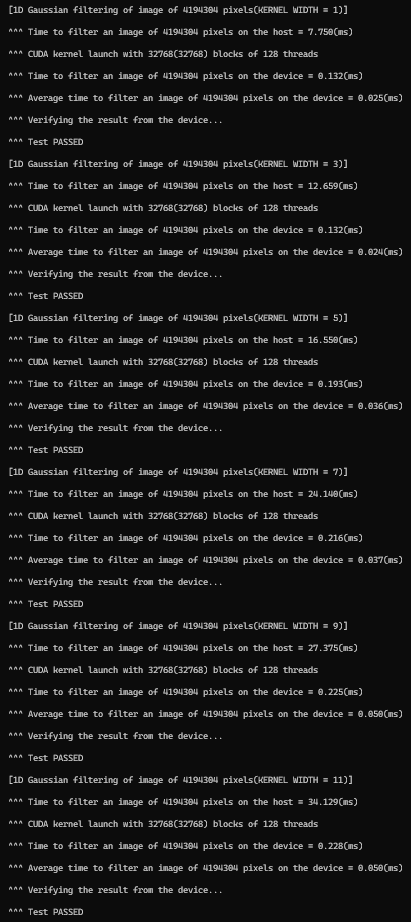 [1D Gaussian filtering of image of 4194304 pixels(KERNEL WIDTH = 1)]
^^^ Time to filter an image of 4194304 pixels on the host = 7.750(ms)
^^^ CUDA kernel launch with 32768(32768) blocks of 128 threads
^^^ Time to filter an image of 4194304 pixels on the device = 0.132(ms)
^^^ Average time to filter an image of 4194304 pixels on the device = 0.025(ms)
^^^ Verifying the result from the device...
^^^ Test PASSED
[1D Gaussian filtering of image of 4194304 pixels(KERNEL WIDTH = 3)]
^^^ Time to filter an image of 4194304 pixels on the host = 12.659(ms)
^^^ CUDA kernel launch with 32768(32768) blocks of 128 threads
^^^ Time to filter an image of 4194304 pixels on the device = 0.132(ms)
^^^ Average time to filter an image of 4194304 pixels on the device = 0.024(ms)
^^^ Verifying the result from the device...
^^^ Test PASSED
[1D Gaussian filtering of image of 4194304 pixels(KERNEL WIDTH = 5)]
^^^ Time to filter an image of 4194304 pixels on the host = 16.550(ms)
^^^ CUDA kernel launch with 32768(32768) blocks of 128 threads
^^^ Time to filter an image of 4194304 pixels on the device = 0.193(ms)
^^^ Average time to filter an image of 4194304 pixels on the device = 0.036(ms)
^^^ Verifying the result from the device...
^^^ Test PASSED
[1D Gaussian filtering of image of 4194304 pixels(KERNEL WIDTH = 7)]
^^^ Time to filter an image of 4194304 pixels on the host = 24.140(ms)
^^^ CUDA kernel launch with 32768(32768) blocks of 128 threads
^^^ Time to filter an image of 4194304 pixels on the device = 0.216(ms)
^^^ Average time to filter an image of 4194304 pixels on the device = 0.037(ms)
^^^ Verifying the result from the device...
^^^ Test PASSED
[1D Gaussian filtering of image of 4194304 pixels(KERNEL WIDTH = 9)]
^^^ Time to filter an image of 4194304 pixels on the host = 27.375(ms)
^^^ CUDA kernel launch with 32768(32768) blocks of 128 threads
^^^ Time to filter an image of 4194304 pixels on the device = 0.225(ms)
^^^ Average time to filter an image of 4194304 pixels on the device = 0.050(ms)
^^^ Verifying the result from the device...
^^^ Test PASSED
[1D Gaussian filtering of image of 4194304 pixels(KERNEL WIDTH = 11)]
^^^ Time to filter an image of 4194304 pixels on the host = 34.129(ms)
^^^ CUDA kernel launch with 32768(32768) blocks of 128 threads
^^^ Time to filter an image of 4194304 pixels on the device = 0.228(ms)
^^^ Average time to filter an image of 4194304 pixels on the device = 0.050(ms)
^^^ Verifying the result from the device...
^^^ Test PASSED